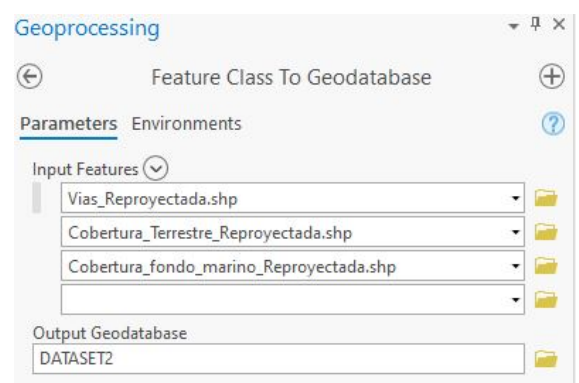 Geoprocessing
Feature Class To Geodatabase
Parameters Environments
Input Features
Vias_Reproyectada.shp
Cobertura_Terrestre_Reproyectada.shp
Cobertura_fondo_marino_Reproyectada.shp
Output Geodatabase
DATASET2